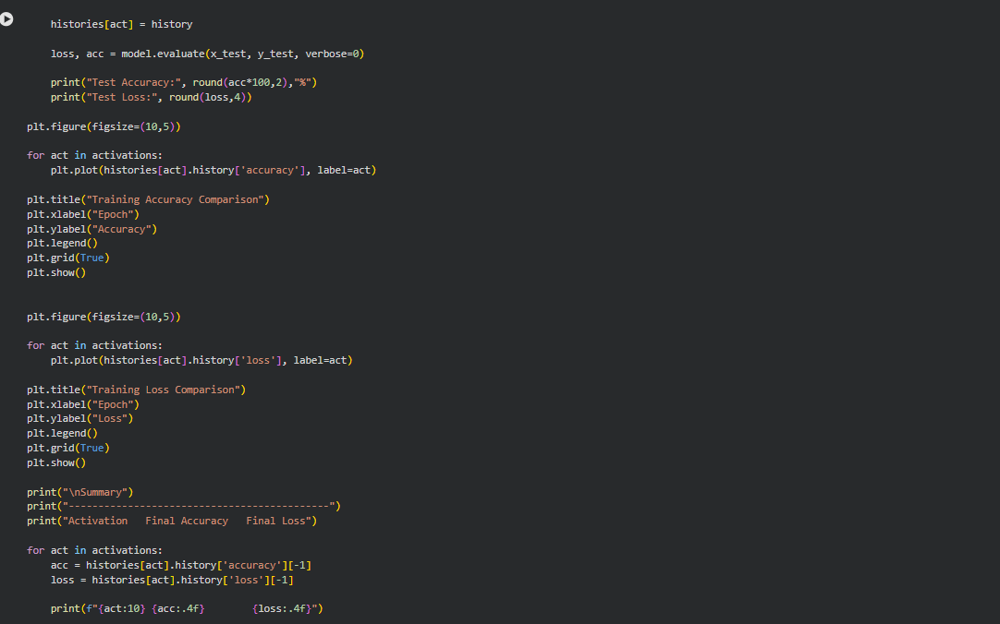 histories[act] = history

    loss, acc = model.evaluate(x_test, y_test, verbose=0)

    print("Test Accuracy:", round(acc*100,2),"%")
    print("Test Loss:", round(loss,4))

plt.figure(figsize=(10,5))

for act in activations:
    plt.plot(histories[act].history['accuracy'], label=act)

plt.title("Training Accuracy Comparison")
plt.xlabel("Epoch")
plt.ylabel("Accuracy")
plt.legend()
plt.grid(True)
plt.show()


plt.figure(figsize=(10,5))

for act in activations:
    plt.plot(histories[act].history['loss'], label=act)

plt.title("Training Loss Comparison")
plt.xlabel("Epoch")
plt.ylabel("Loss")
plt.legend()
plt.grid(True)
plt.show()

print("\nSummary")
print("--------------------------------------------")
print("Activation   Final Accuracy   Final Loss")

for act in activations:
    acc = histories[act].history['accuracy'][-1]
    loss = histories[act].history['loss'][-1]

    print(f"{act:10} {acc:.4f}        {loss:.4f}")